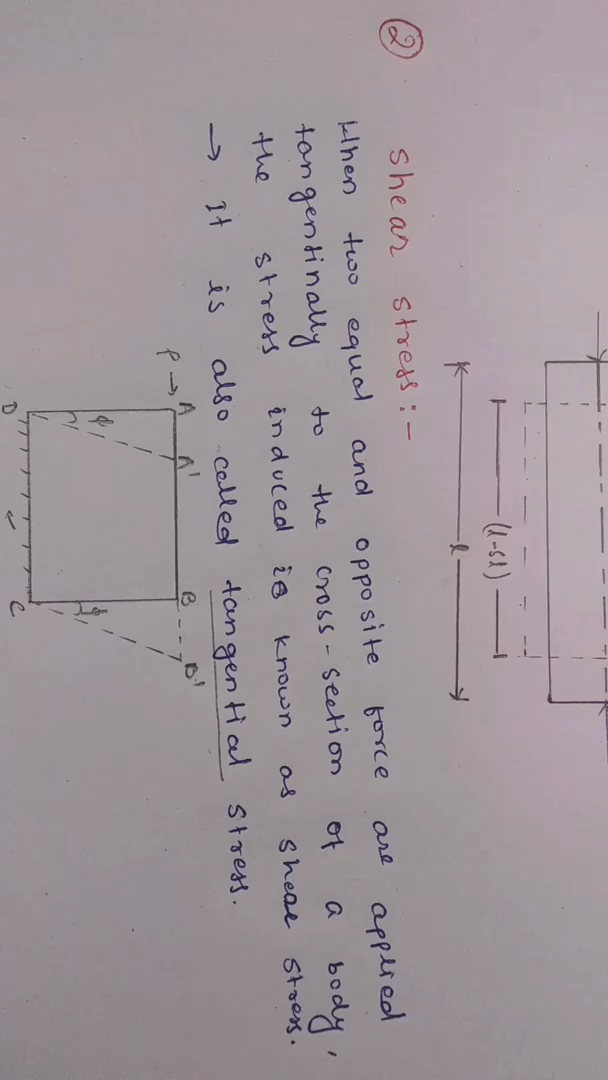 l
(l-δl)
② Shear stress:-
When two equal and opposite force are applied
tangentinally to the cross-section of a body,
the stress induced is known as shear stress.
→ It is also called tangential stress.
P → A A' B B'
φ φ
D C